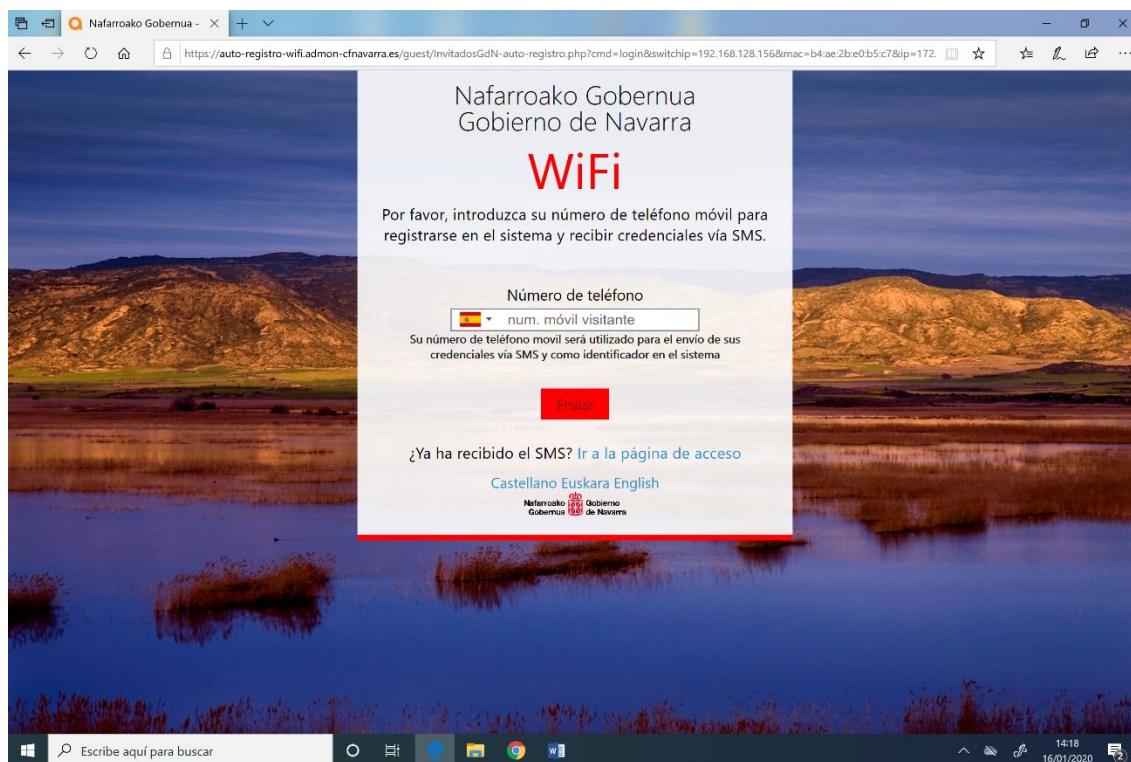 Nafarroako Gobernua -
https://auto-registro-wifi.admon-cfnavarra.es/guest/InvitadosGdN-auto-registro.php?cmd=login&switchip=192.168.128.156&mac=b4:ae:2b:e0:b5:c7&ip=172.
Nafarroako Gobernua
Gobierno de Navarra
WiFi
Por favor, introduzca su número de teléfono móvil para
registrarse en el sistema y recibir credenciales vía SMS.
Número de teléfono
num. móvil visitante
Su número de teléfono movil será utilizado para el envío de sus
credenciales vía SMS y como identificador en el sistema
Enviar
¿Ya ha recibido el SMS? Ir a la página de acceso
Castellano Euskara English
Nafarroako Gobierno
Gobernua de Navarra
Escribe aquí para buscar
14:18
16/01/2020
2